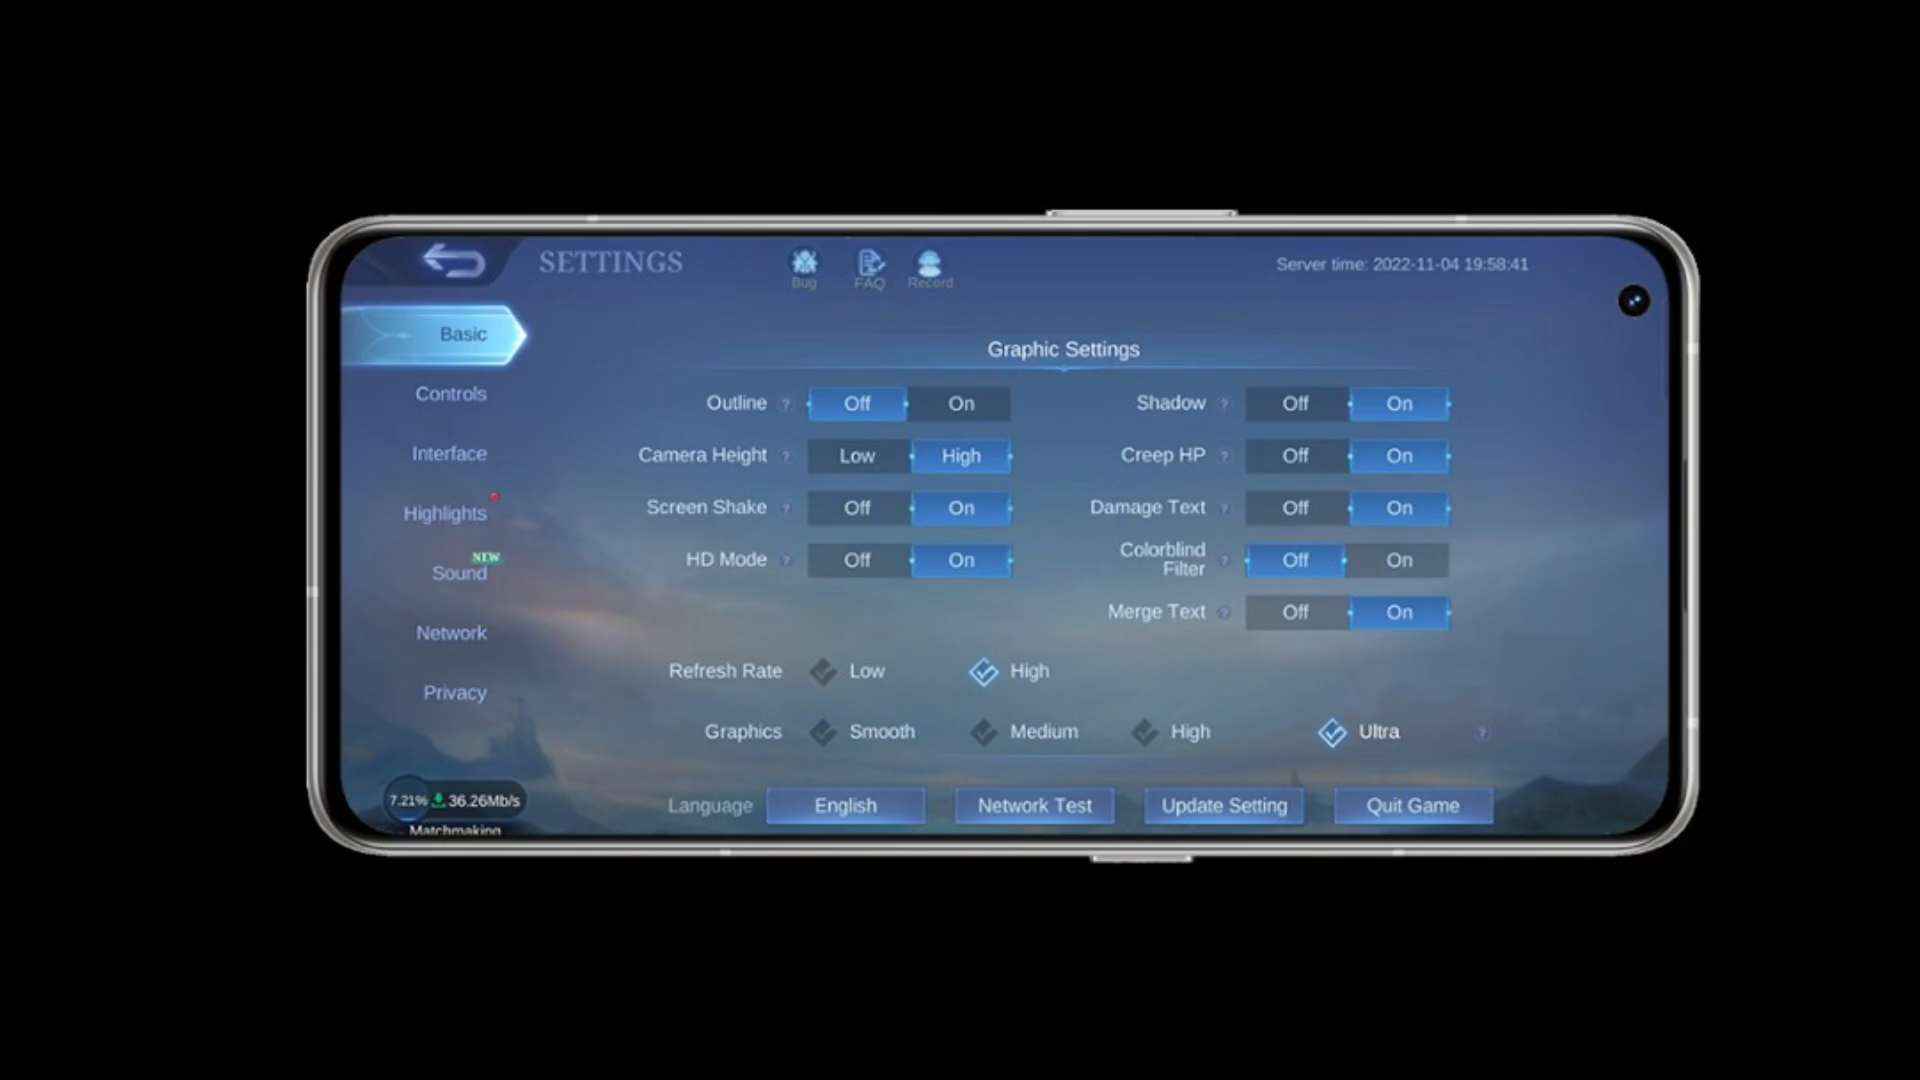 SETTINGS
Bug
FAQ
Record
Server time: 2022-11-04 19:58:41
Basic
Controls
Interface
Highlights
NEW
Sound
Network
Privacy
7.21% 36.26Mb/s
Matchmaking
Graphic Settings
Outline ? Off On
Shadow ? Off On
Camera Height ? Low High
Creep HP ? Off On
Screen Shake ? Off On
Damage Text ? Off On
HD Mode ? Off On
Colorblind
Filter ? Off On
Merge Text ? Off On
Refresh Rate Low High
Graphics Smooth Medium High Ultra ?
Language English Network Test Update Setting Quit Game